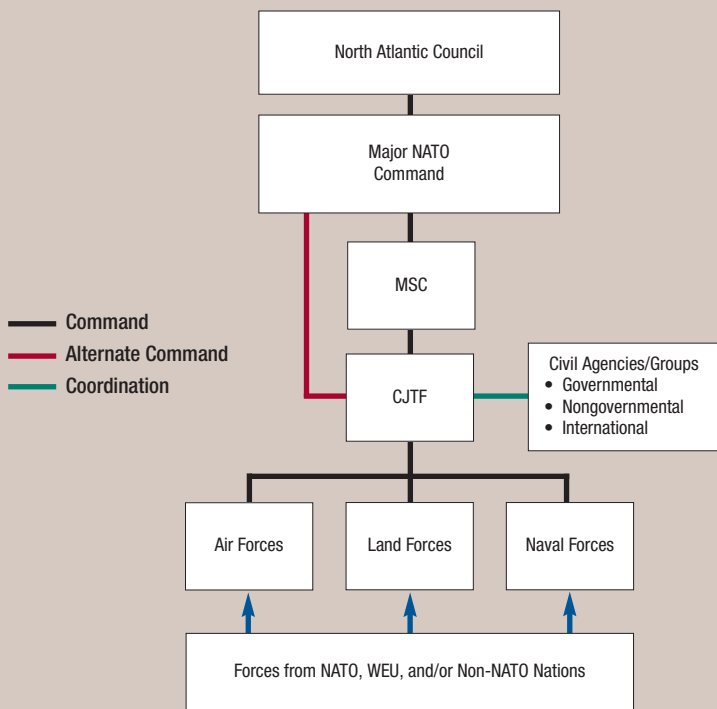 North Atlantic Council
Major NATO
Command
MSC
Command
Alternate Command
Coordination
CJTF
Civil Agencies/Groups
• Governmental
• Nongovernmental
• International
Air Forces
Land Forces
Naval Forces
Forces from NATO, WEU, and/or Non-NATO Nations